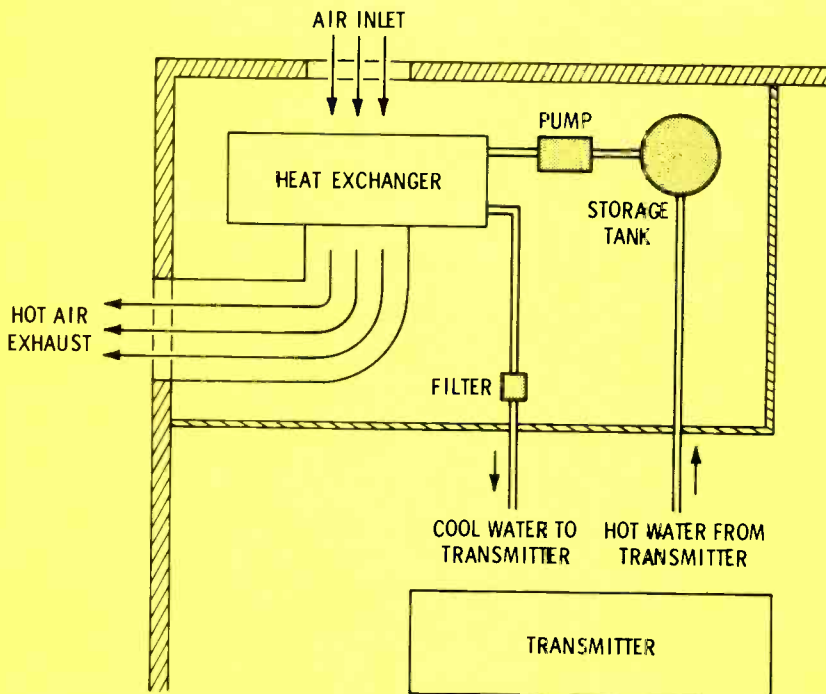 AIR INLET
PUMP
HEAT EXCHANGER
STORAGE
TANK
HOT AIR
EXHAUST
FILTER
COOL WATER TO
TRANSMITTER
HOT WATER FROM
TRANSMITTER
TRANSMITTER